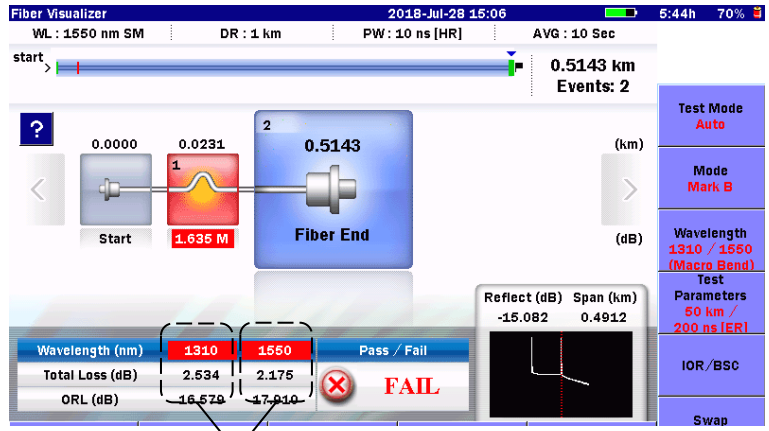 Fiber Visualizer 2018-Jul-28 15:06 5:44h 70%
WL : 1550 nm SM DR : 1 km PW : 10 ns [HR] AVG : 10 Sec
start
0.5143 km
Events: 2
?
0.0000 0.0231 2 0.5143 (km)
1
Start 1.635 M Fiber End (dB)
Reflect (dB) Span (km)
-15.082 0.4912
Wavelength (nm) 1310 1550 Pass / Fail
Total Loss (dB) 2.534 2.175 FAIL
ORL (dB) 16.579 17.910
Test Mode
Auto
Mode
Mark B
Wavelength
1310 / 1550
(Macro Bend)
Test
Parameters
50 km /
200 ns [ER]
IOR/BSC
Swap